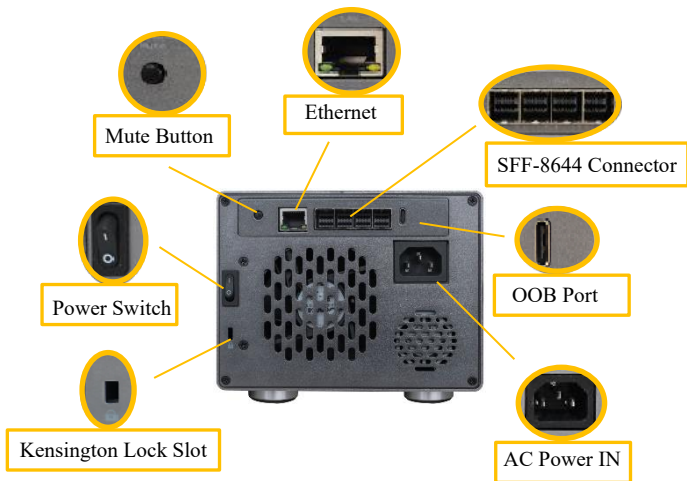 Mute Button
Ethernet
SFF-8644 Connector
Power Switch
OOB Port
Kensington Lock Slot
AC Power IN